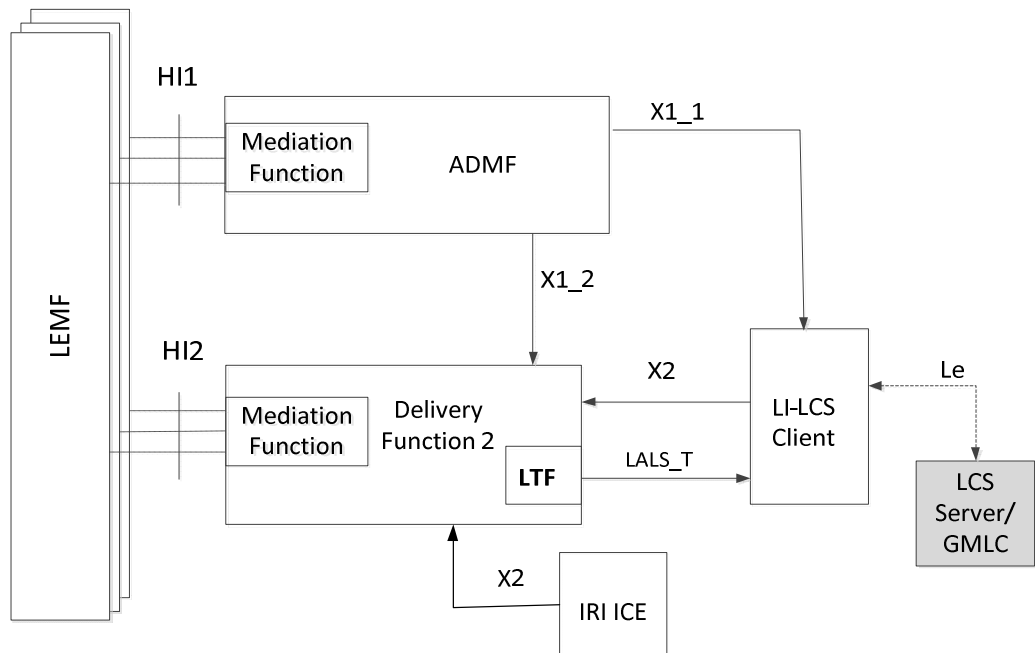 HI1
X1_1
Mediation
Function
ADMF
X1_2
LEMF
HI2
X2
Le
Mediation
Function
Delivery
Function 2
LI-LCS
Client
LTF
LALS_T
LCS
Server/
GMLC
X2
IRI ICE